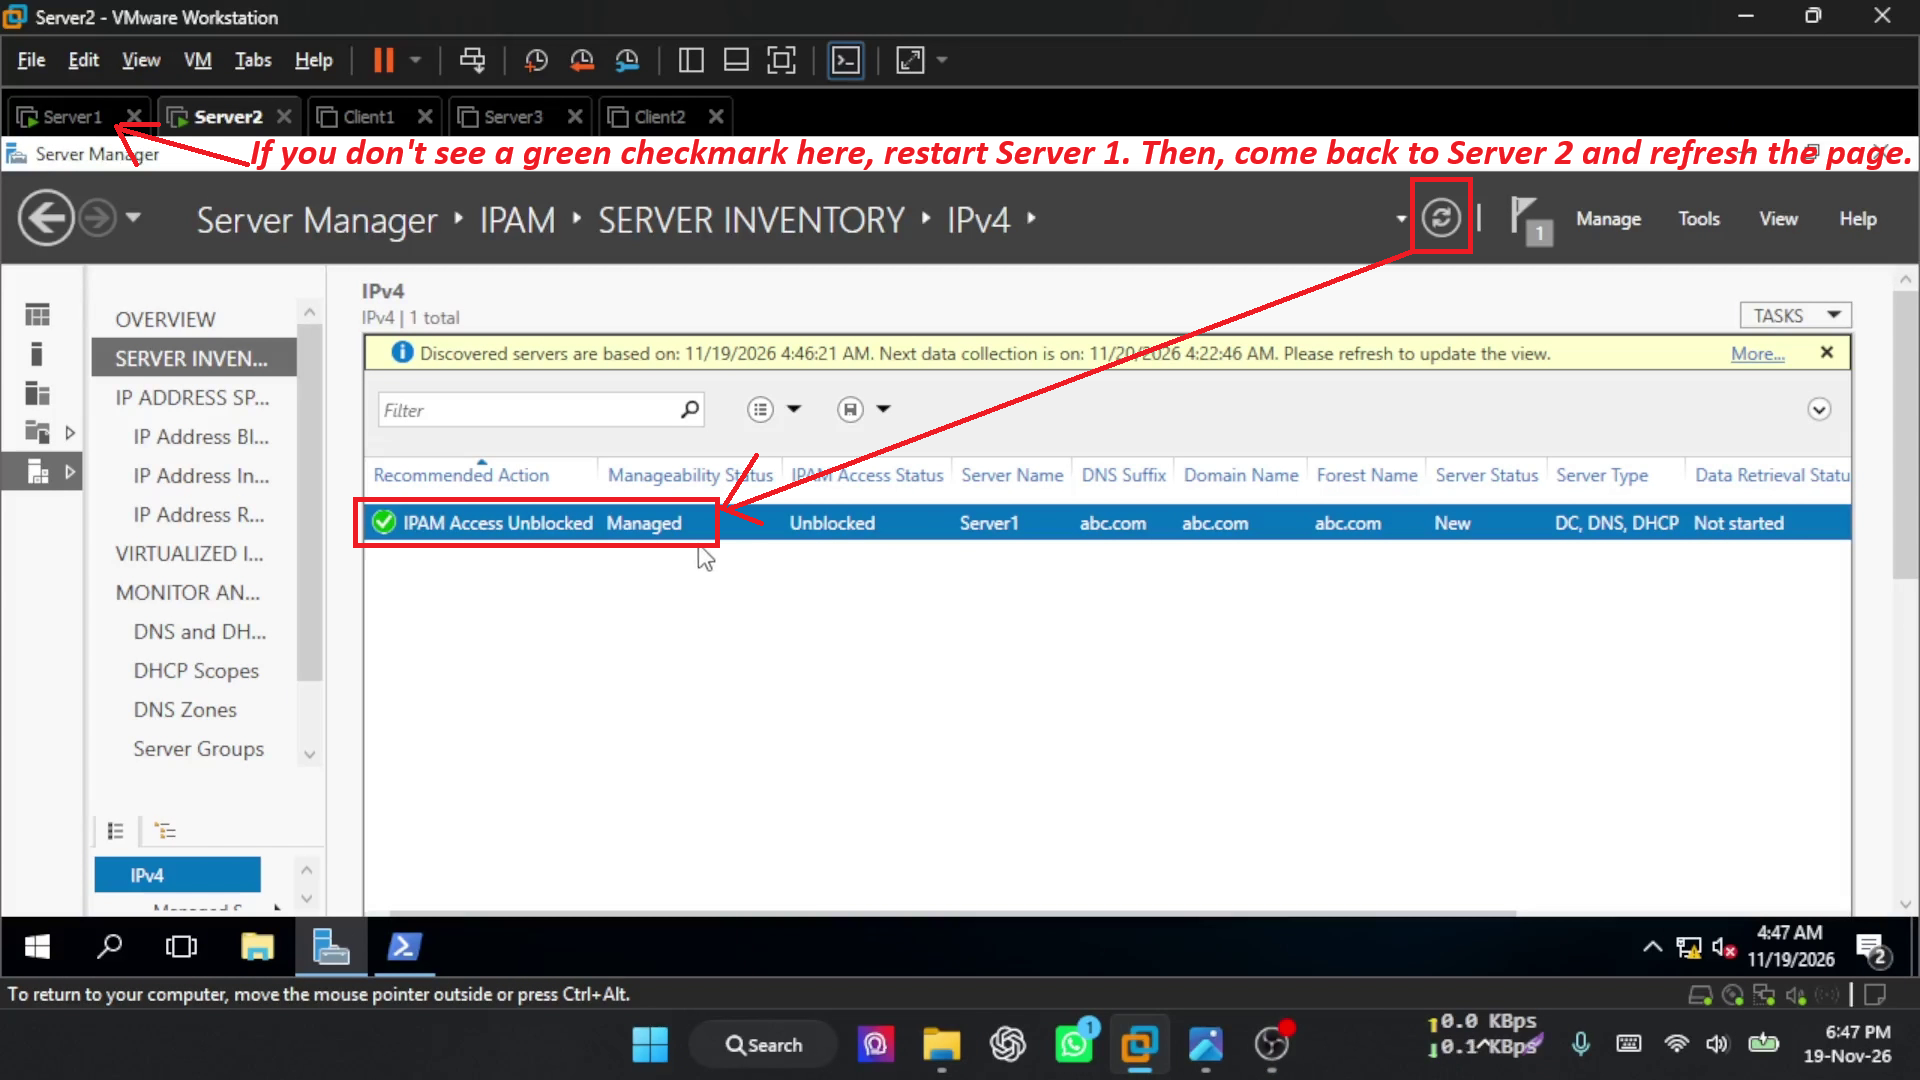 Server2 - VMware Workstation
File Edit View VM Tabs Help
Server1 Server2 Client1 Server3 Client2
Server Manager
If you don't see a green checkmark here, restart Server 1. Then, come back to Server 2 and refresh the page.
Server Manager IPAM SERVER INVENTORY IPv4
1 Manage Tools View Help
OVERVIEW
SERVER INVEN...
IP ADDRESS SP...
IP Address Bl...
IP Address In...
IP Address R...
VIRTUALIZED I...
MONITOR AN...
DNS and DH...
DHCP Scopes
DNS Zones
Server Groups
IPv4
IPv4
IPv4 | 1 total
TASKS
Discovered servers are based on: 11/19/2026 4:46:21 AM. Next data collection is on: 11/20/2026 4:22:46 AM. Please refresh to update the view. More...
Filter
Recommended Action Manageability Status IPAM Access Status Server Name DNS Suffix Domain Name Forest Name Server Status Server Type Data Retrieval Statu
IPAM Access Unblocked Managed Unblocked Server1 abc.com abc.com abc.com New DC, DNS, DHCP Not started
4:47 AM
11/19/2026
2
To return to your computer, move the mouse pointer outside or press Ctrl+Alt.
Search
1
0.0 KBps
0.1 KBps
6:47 PM
19-Nov-26